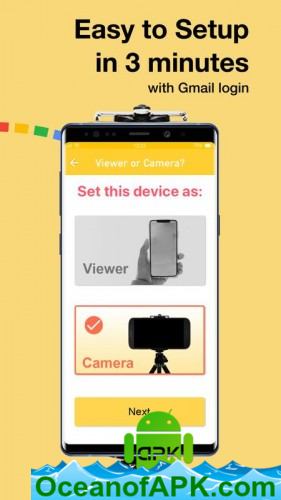 Easy to Setup
in 3 minutes
with Gmail login
Viewer or Camera?
Set this device as:
Viewer
Camera
Next
[apk]
OceanofAPK.com